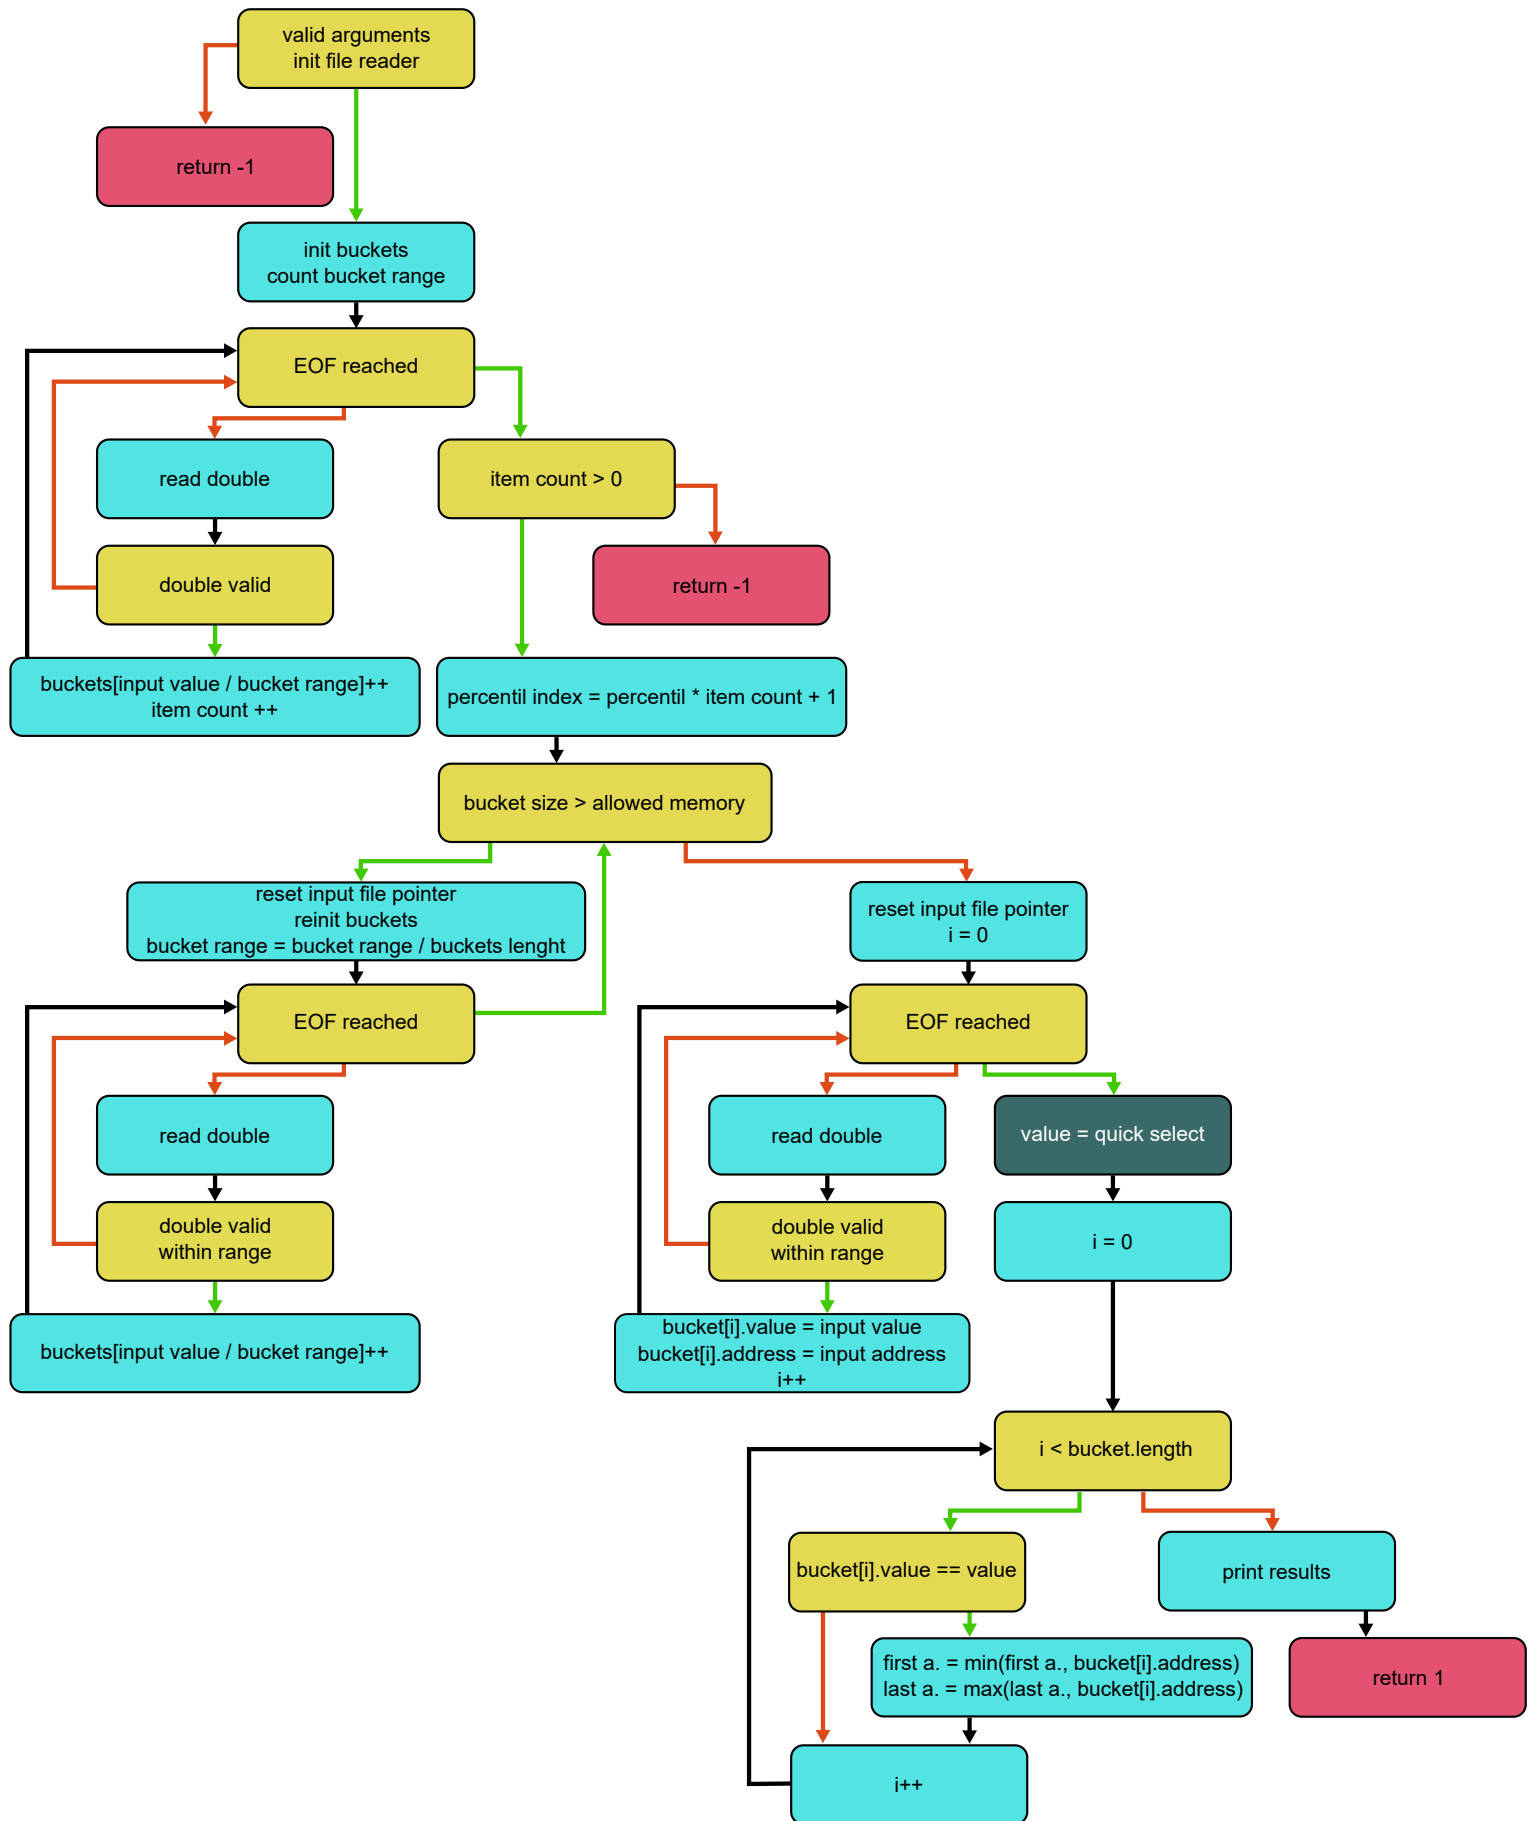 valid arguments
init file reader
return -1
init buckets
count bucket range
EOF reached
read double
item count > 0
double valid
return -1
buckets[input value / bucket range]++
item count ++
percentil index = percentil * item count + 1
bucket size > allowed memory
reset input file pointer
reinit buckets
bucket range = bucket range / buckets lenght
reset input file pointer
i = 0
EOF reached
EOF reached
read double
read double
value = quick select
double valid
within range
double valid
within range
i = 0
buckets[input value / bucket range]++
bucket[i].value = input value
bucket[i].address = input address
i++
i < bucket.length
bucket[i].value == value
print results
first a. = min(first a., bucket[i].address)
last a. = max(last a., bucket[i].address)
return 1
i++